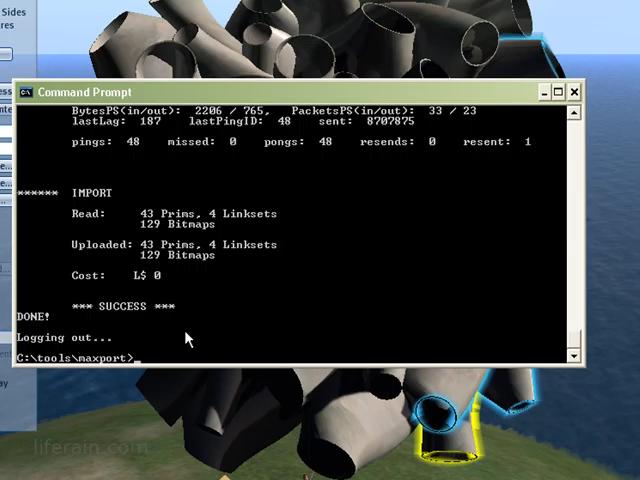 Sides
res
Command Prompt
BytesPS(in/out): 2206 / 765, PacketsPS(in/out): 33 / 23
lastLag: 187 lastPingID: 48 sent: 8707875
pings: 48 missed: 0 pongs: 48 resends: 0 resent: 1
****** IMPORT
Read: 43 Prims, 4 Linksets
129 Bitmaps
Uploaded: 43 Prims, 4 Linksets
129 Bitmaps
Cost: L$ 0
*** SUCCESS ***
DONE!
Logging out...
C:\tools\maxport>_
liferain.com